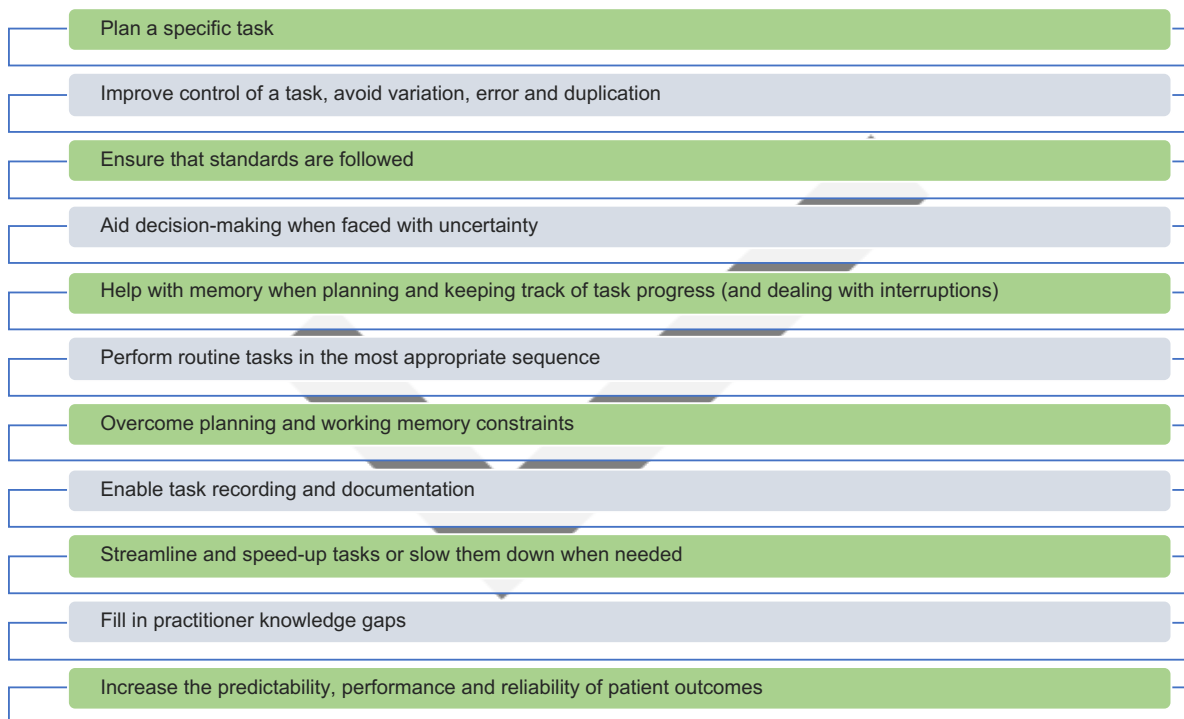 Plan a specific task
Improve control of a task, avoid variation, error and duplication
Ensure that standards are followed
Aid decision-making when faced with uncertainty
Help with memory when planning and keeping track of task progress (and dealing with interruptions)
Perform routine tasks in the most appropriate sequence
Overcome planning and working memory constraints
Enable task recording and documentation
Streamline and speed-up tasks or slow them down when needed
Fill in practitioner knowledge gaps
Increase the predictability, performance and reliability of patient outcomes